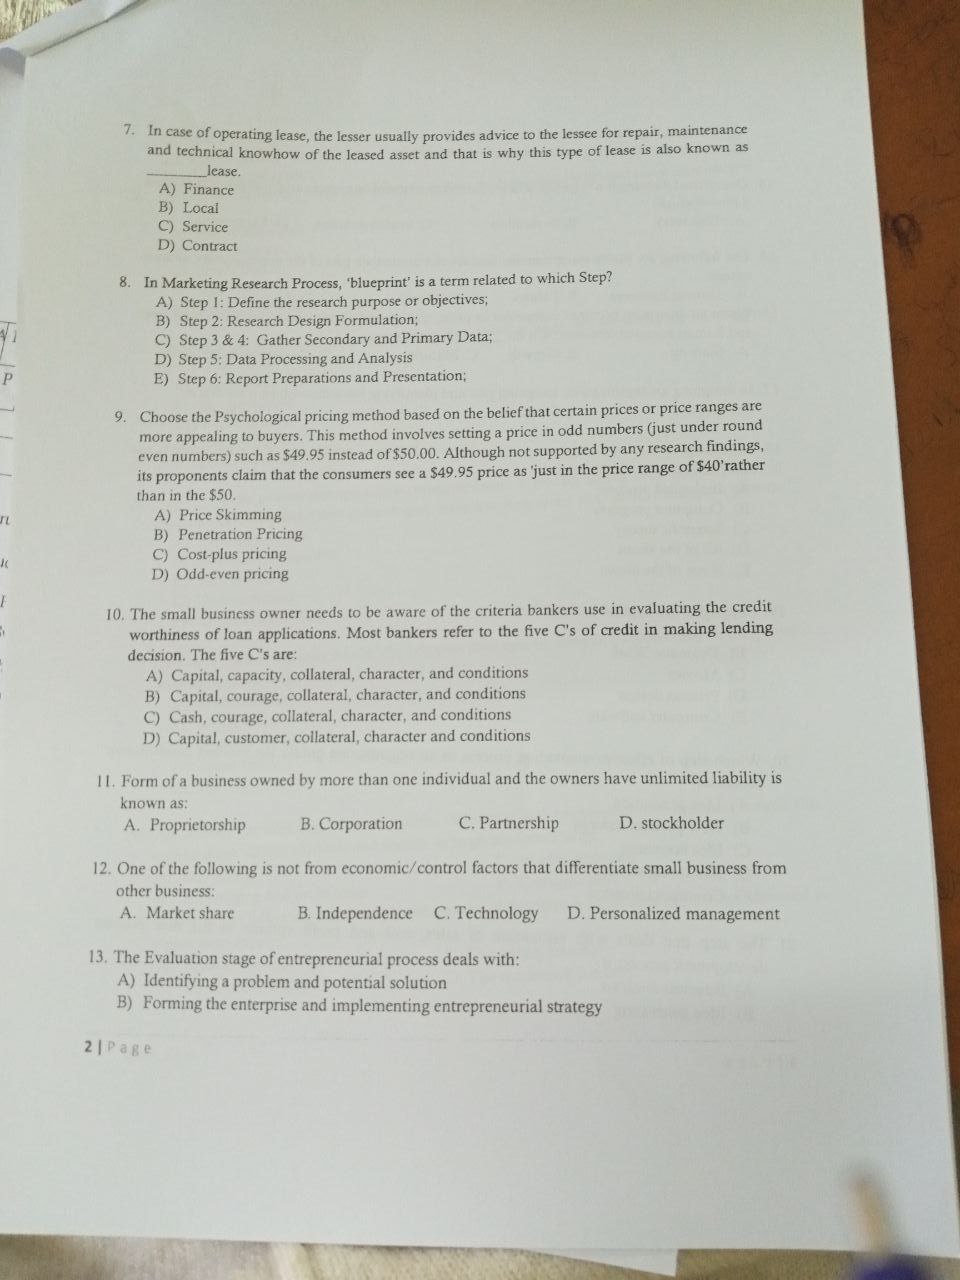 7. In case of operating lease, the lesser usually provides advice to the lessee for repair, maintenance
and technical knowhow of the leased asset and that is why this type of lease is also known as
________lease.
A) Finance
B) Local
C) Service
D) Contract
8. In Marketing Research Process, 'blueprint' is a term related to which Step?
A) Step 1: Define the research purpose or objectives;
B) Step 2: Research Design Formulation;
C) Step 3 & 4: Gather Secondary and Primary Data;
D) Step 5: Data Processing and Analysis
E) Step 6: Report Preparations and Presentation;
9. Choose the Psychological pricing method based on the belief that certain prices or price ranges are
more appealing to buyers. This method involves setting a price in odd numbers (just under round
even numbers) such as $49.95 instead of $50.00. Although not supported by any research findings,
its proponents claim that the consumers see a $49.95 price as 'just in the price range of $40'rather
than in the $50.
A) Price Skimming
B) Penetration Pricing
C) Cost-plus pricing
D) Odd-even pricing
10. The small business owner needs to be aware of the criteria bankers use in evaluating the credit
worthiness of loan applications. Most bankers refer to the five C's of credit in making lending
decision. The five C's are:
A) Capital, capacity, collateral, character, and conditions
B) Capital, courage, collateral, character, and conditions
C) Cash, courage, collateral, character, and conditions
D) Capital, customer, collateral, character and conditions
11. Form of a business owned by more than one individual and the owners have unlimited liability is
known as:
A. Proprietorship B. Corporation C. Partnership D. stockholder
12. One of the following is not from economic/control factors that differentiate small business from
other business:
A. Market share B. Independence C. Technology D. Personalized management
13. The Evaluation stage of entrepreneurial process deals with:
A) Identifying a problem and potential solution
B) Forming the enterprise and implementing entrepreneurial strategy
2 | Page